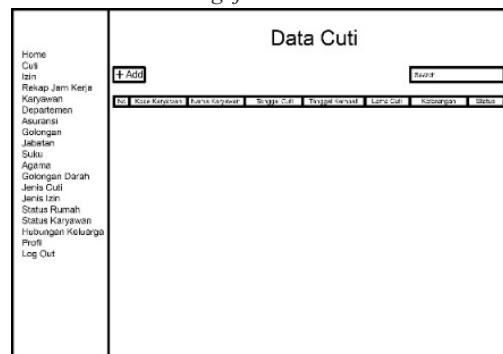 Data Cuti
Home
Cuti
Izin
Rekap Jam Kerja
Karyawan
Departemen
Asuransi
Golongan
Jabatan
Suku
Agama
Golongan Darah
Jenis Cuti
Jenis Izin
Status Rumah
Status Karyawan
Hubungan Keluarga
Profil
Log Out
+ Add
Search
No Kode Karyawan Nama Karyawan Tanggal Cuti Tanggal Kembali Lama Cuti Keterangan Status